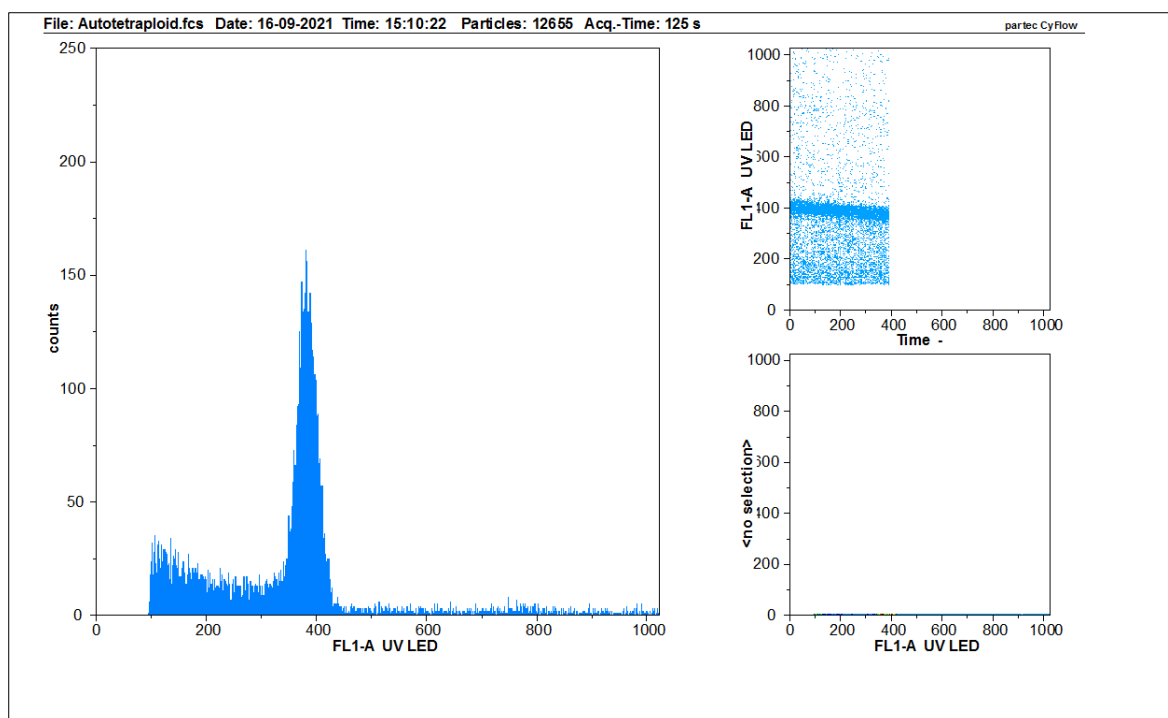 File: Autotetraploid.fcs Date: 16-09-2021 Time: 15:10:22 Particles: 12655 Acq.-Time: 125 s
partec CyFlow
250
200
150
100
50
0
counts
0 200 400 600 800 1000
FL1-A UV LED
1000
800
600
400
200
0
FL1-A UV LED
0 200 400 600 800 1000
Time -
1000
800
600
400
200
0
<no selection>
0 200 400 600 800 1000
FL1-A UV LED